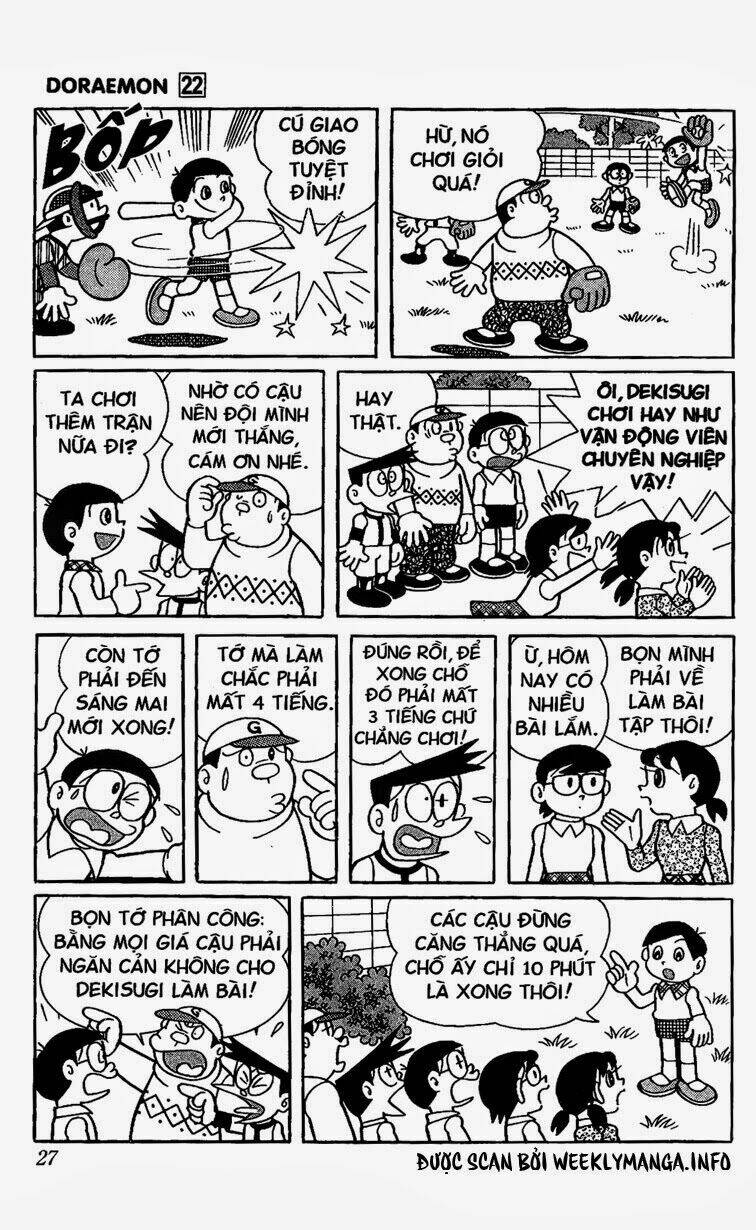 DORAEMON 22
BỐP
CÚ GIAO
BÓNG
TUYỆT
ĐỈNH!
HỪ, NÓ
CHƠI GIỎI
QUÁ!
TA CHƠI
THÊM TRẬN
NỮA ĐI?
NHỜ CÓ CẬU
NÊN ĐỘI MÌNH
MỚI THẮNG,
CÁM ƠN NHÉ.
HAY
THẬT.
ÔI, DEKISUGI
CHƠI HAY NHƯ
VẬN ĐỘNG VIÊN
CHUYÊN NGHIỆP
VẬY!
CÒN TỚ
PHẢI ĐẾN
SÁNG MAI
MỚI XONG!
TỚ MÀ LÀM
CHẮC PHẢI
MẤT 4 TIẾNG.
G
ĐÚNG RỒI, ĐỂ
XONG CHỖ
ĐÓ PHẢI MẤT
3 TIẾNG CHỨ
CHẲNG CHƠI!
Ừ, HÔM
NAY CÓ
NHIỀU
BÀI LẮM.
BỌN MÌNH
PHẢI VỀ
LÀM BÀI
TẬP THÔI!
BỌN TỚ PHÂN CÔNG:
BẰNG MỌI GIÁ CẬU PHẢI
NGĂN CẢN KHÔNG CHO
DEKISUGI LÀM BÀI!
G
CÁC CẬU ĐỪNG
CĂNG THẲNG QUÁ,
CHỖ ẤY CHỈ 10 PHÚT
LÀ XONG THÔI!
27
ĐƯỢC SCAN BỞI WEEKLYMANGA.INFO